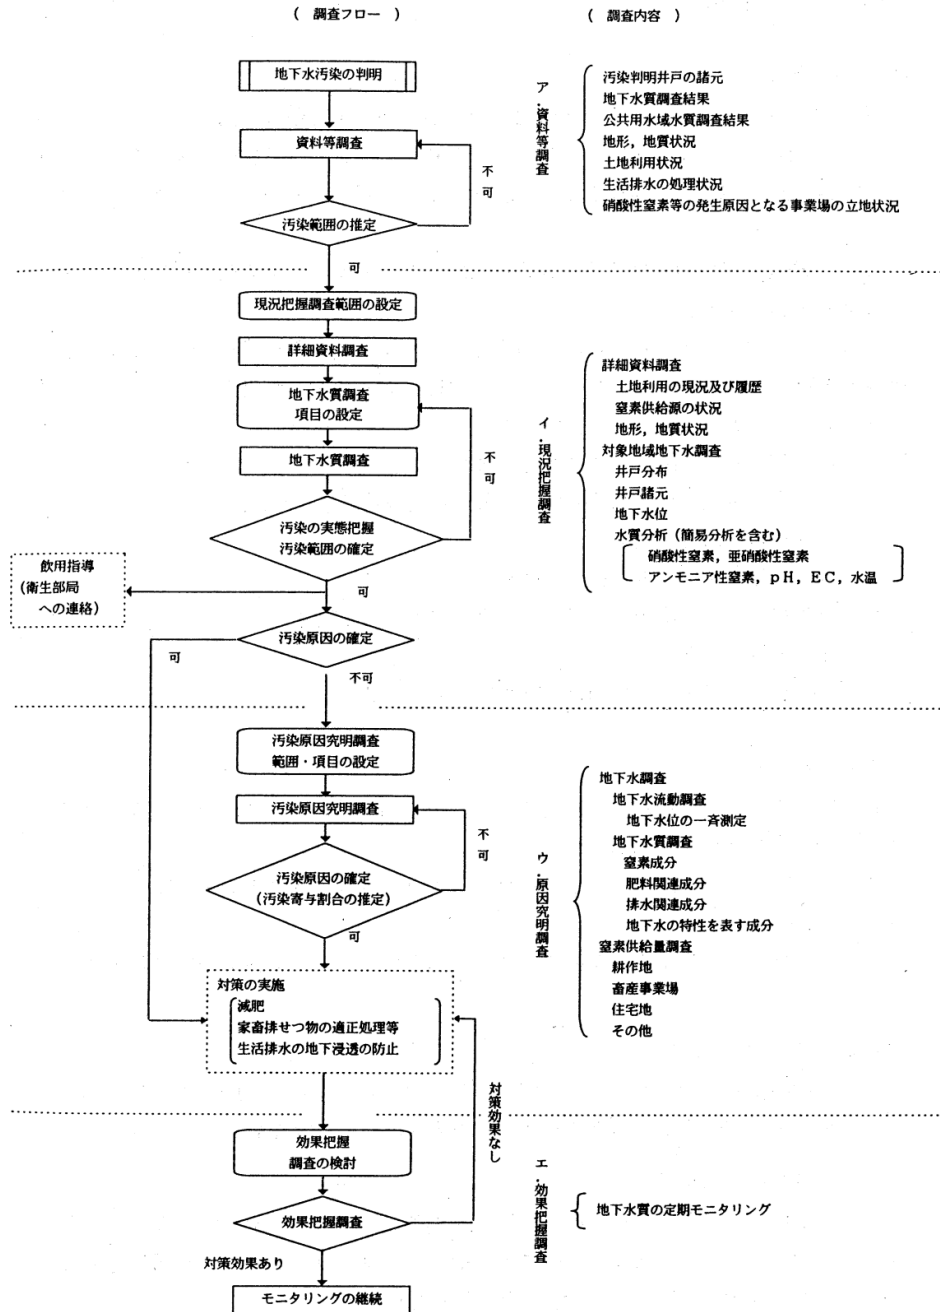 （　調査フロー　）
（　調査内容　）
地下水汚染の判明
資料等調査
不可
汚染範囲の推定
可
ア．資料等調査
汚染判明井戸の諸元
地下水質調査結果
公共用水域水質調査結果
地形，地質状況
土地利用状況
生活排水の処理状況
硝酸性窒素等の発生原因となる事業場の立地状況
現況把握調査範囲の設定
詳細資料調査
地下水質調査
項目の設定
地下水質調査
不可
汚染の実態把握
汚染範囲の確定
可
飲用指導
(衛生部局
への連絡)
汚染原因の確定
可
不可
イ．現況把握調査
詳細資料調査
土地利用の現況及び履歴
窒素供給源の状況
地形，地質状況
対象地域地下水調査
井戸分布
井戸諸元
地下水位
水質分析（簡易分析を含む）
硝酸性窒素，亜硝酸性窒素
アンモニア性窒素，ｐＨ，ＥＣ，水温
汚染原因究明調査
範囲・項目の設定
汚染原因究明調査
不可
汚染原因の確定
(汚染寄与割合の推定)
可
対策の実施
減肥
家畜排せつ物の適正処理等
生活排水の地下浸透の防止
ウ．原因究明調査
地下水調査
地下水流動調査
地下水位の一斉測定
地下水質調査
窒素成分
肥料関連成分
排水関連成分
地下水の特性を表す成分
窒素供給量調査
耕作地
畜産事業場
住宅地
その他
対策効果なし
効果把握
調査の検討
効果把握調査
対策効果あり
モニタリングの継続
エ．効果把握調査
地下水質の定期モニタリング